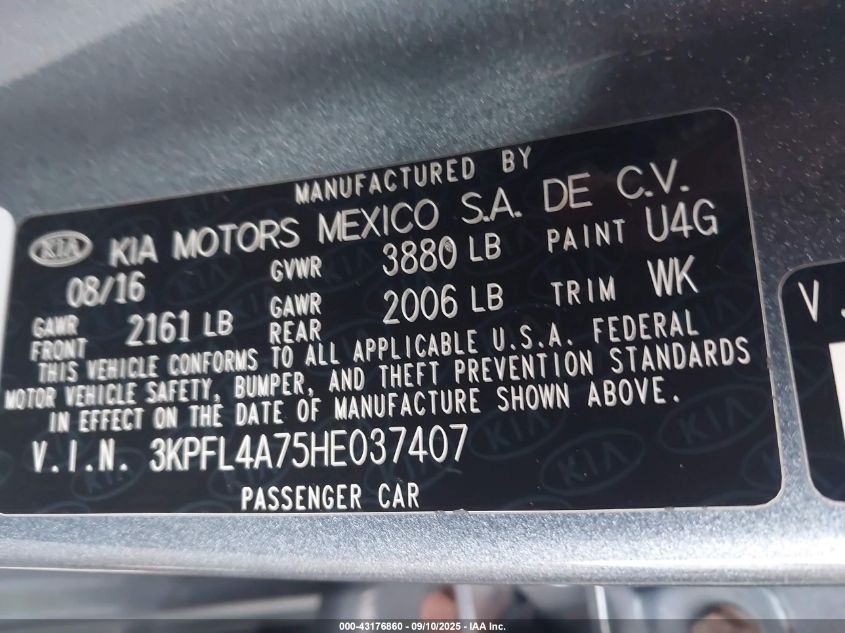 MANUFACTURED BY
KIA KIA MOTORS MEXICO S.A. DE C.V.
08/16 GVWR 3880 LB PAINT U4G
GAWR FRONT 2161 LB GAWR REAR 2006 LB TRIM WK
THIS VEHICLE CONFORMS TO ALL APPLICABLE U.S.A. FEDERAL
MOTOR VEHICLE SAFETY, BUMPER, AND THEFT PREVENTION STANDARDS
IN EFFECT ON THE DATE OF MANUFACTURE SHOWN ABOVE.
V.I.N. 3KPFL4A75HE037407
PASSENGER CAR
V.
000-43176860 - 09/10/2025 - IAA Inc.